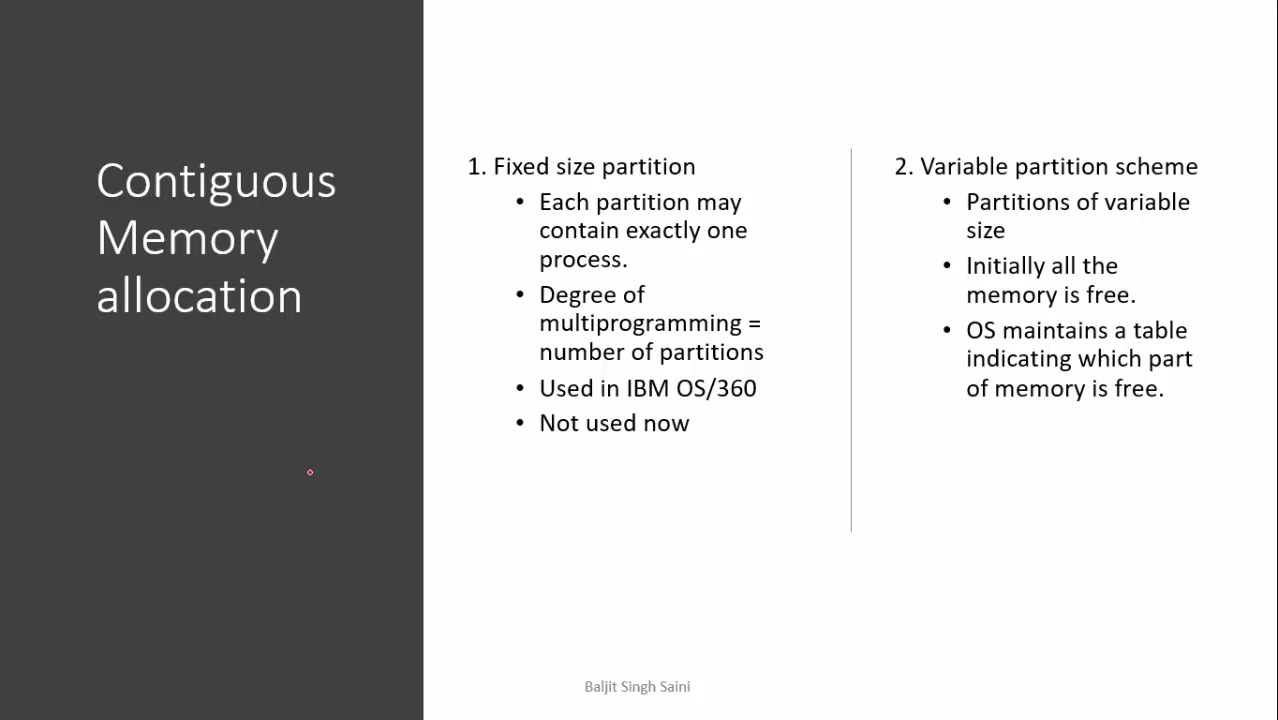 Contiguous
Memory
allocation
1. Fixed size partition
• Each partition may
contain exactly one
process.
• Degree of
multiprogramming =
number of partitions
• Used in IBM OS/360
• Not used now
2. Variable partition scheme
• Partitions of variable
size
• Initially all the
memory is free.
• OS maintains a table
indicating which part
of memory is free.
Baljit Singh Saini